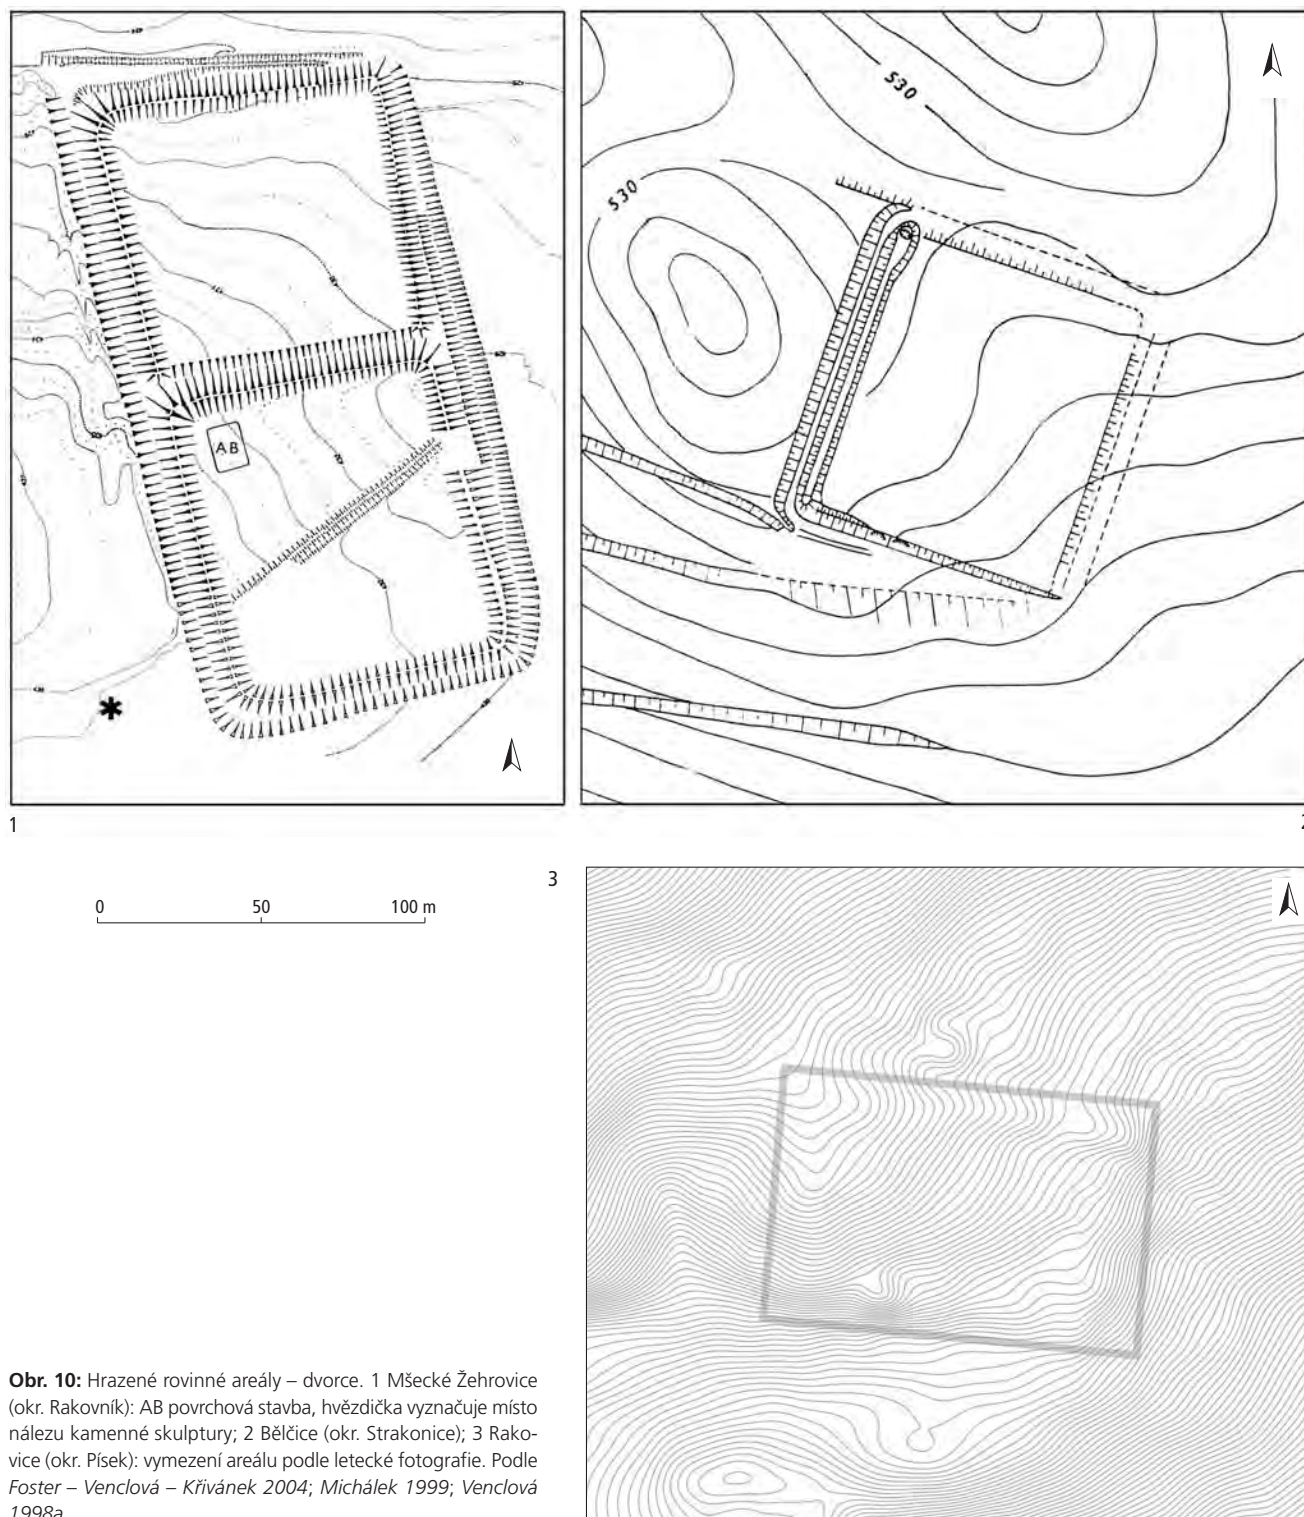 530
530
AB
1
2
3
0 50 100 m
Obr. 10: Hrazené rovinné areály – dvorce. 1 Mšecké Žehrovice
(okr. Rakovník): AB povrchová stavba, hvězdička vyznačuje místo
nálezu kamenné skulptury; 2 Bělčice (okr. Strakonice); 3 Rako-
vice (okr. Písek): vymezení areálu podle letecké fotografie. Podle
Foster – Venclová – Křivánek 2004; Michálek 1999; Venclová
1998a